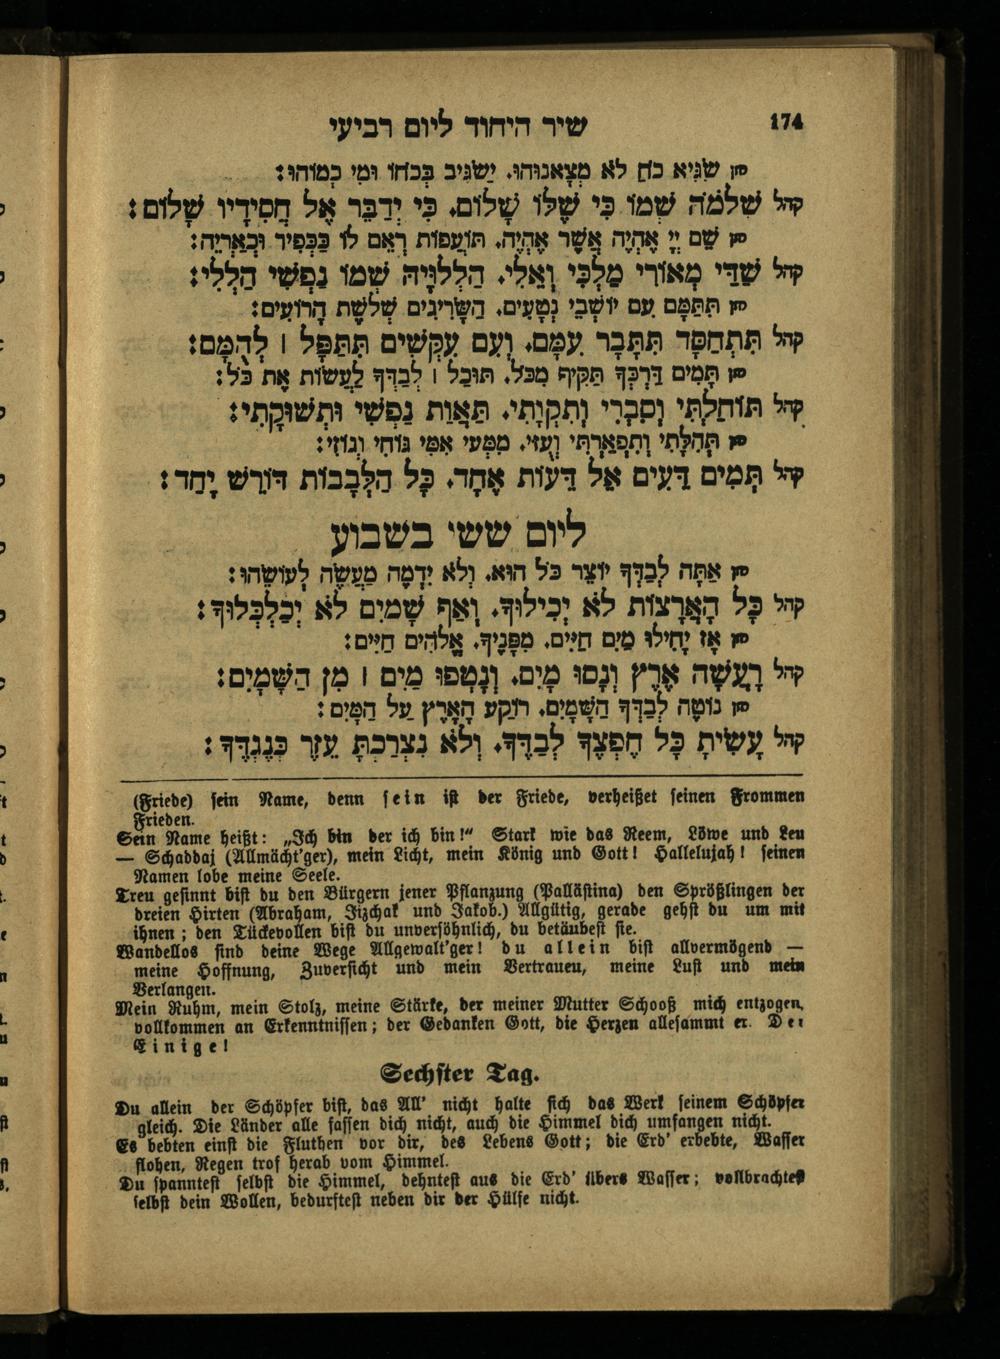 174
שיר היחוד ליום רביעי
חזן שַׂגִּיא כֹחַ לֹא מְצָאנוּהוּ. יַשְׂגִּיב בְּכֹחוֹ וּמִי כָמוֹהוּ:
קהל שְׁלֹמֹה שְׁמוֹ כִּי שֶׁלּוֹ שָׁלוֹם. כִּי יְדַבֵּר אֶל חֲסִידָיו שָׁלוֹם:
חזן שֵׁם יְיָ אֶהְיֶה אֲשֶׁר אֶהְיֶה. תּוֹעֲפוֹת רְאֵם לוֹ כַּכְּפִיר וּכְאַרְיֵה:
קהל שַׁדַּי מְאוֹרִי מַלְכִּי וְאֵלִי. הַלְלוּיָהּ שְׁמוֹ נַפְשִׁי הַלְלִי:
חזן תִּתַּמָּם עִם יוֹשְׁבֵי נְטָעִים. הַשָּׂרִיגִים שְׁלֹשֶׁת הָרוֹעִים:
קהל תִּתְחַסָּד תִּתָּבָר עִמָּם. וְעִם עִקְּשִׁים תִּתַּפָּל ׀ לְהֻמָּם:
חזן תָּמִים דַּרְכְּךָ תַּקִּיף מִכֹּל. תּוּכַל ׀ לְבַדְּךָ לַעֲשׂוֹת אֶת כֹּל:
קהל תּוֹחַלְתִּי וְסִבְרִי וְתִקְוָתִי. תַּאֲוַת נַפְשִׁי וּתְשׁוּקָתִי:
חזן תְּהִלָּתִי וְתִפְאַרְתִּי וְעֻזִּי. מִמְּעֵי אִמִּי גּוֹחִי וְגוֹזִי:
קהל תְּמִים דֵּעִים אֵל דֵּעוֹת אֶחָד. כָּל הַלְּבָבוֹת דּוֹרֵשׁ יָחַד:
ליום ששי בשבוע
חזן אַתָּה לְבַדְּךָ יוֹצֵר כֹּל הוּא. וְלֹא יִדְמֶה מַעֲשֶׂה לְעוֹשֵׂהוּ:
קהל כָּל הָאֲרָצוֹת לֹא יְכִילוּךָ. וְאַף שָׁמַיִם לֹא יְכַלְכְּלוּךָ:
חזן אָז יָחִילוּ מַיִם חַיִּים. מִפָּנֶיךָ. אֱלֹהִים חַיִּים:
קהל רָעֲשָׁה אֶרֶץ וְנָסוּ מָיִם. וְנָטְפוּ מַיִם ׀ מִן הַשָּׁמָיִם:
חזן נוֹטֶה לְבַדְּךָ הַשָּׁמָיִם. רוֹקַע הָאָרֶץ עַל הַמָּיִם:
קהל עָשִׂיתָ כָּל חֶפְצְךָ לְבַדֶּךָ. וְלֹא נִצְרַכְתָּ עֵזֶר כְּנֶגְדֶּךָ:
(Friede) sein Name, denn sein ist der Friede, verheißet seinen Frommen
Frieden.
Sein Name heißt: „Ich bin der ich bin!“ Stark wie das Reem, Löwe und Leu
— Schaddaj (Allmächt'ger), mein Licht, mein König und Gott! Hallelujah! seinen
Namen lobe meine Seele.
Treu gesinnt bist du den Bürgern jener Pflanzung (Pallästina) den Sprößlingen der
dreien Hirten (Abraham, Jizchak und Jakob.) Allgütig, gerade gehst du um mit
ihnen; den Tückevollen bist du unversöhnlich, du betäubest sie.
Wandellos sind deine Wege Allgewalt'ger! du allein bist allvermögend —
meine Hoffnung, Zuversicht und mein Vertraueu, meine Lust und mein
Verlangen.
Mein Ruhm, mein Stolz, meine Stärke, der meiner Mutter Schooß mich entzogen,
vollkommen an Erkenntnissen; der Gedanken Gott, die Herzen allesammt er. Der
Einige!
Sechster Tag.
Du allein der Schöpfer bist, das All' nicht halte sich das Werk seinem Schöpfer
gleich. Die Länder alle fassen dich nicht, auch die Himmel dich umfangen nicht.
Es bebten einst die Fluthen vor dir, des Lebens Gott; die Erd' erbebte, Wasser
flohen, Regen trof herab vom Himmel.
Du spanntest selbst die Himmel, dehntest aus die Erd' übers Wasser; vollbrachtest
selbst dein Wollen, bedurftest neben dir der Hülfe nicht.